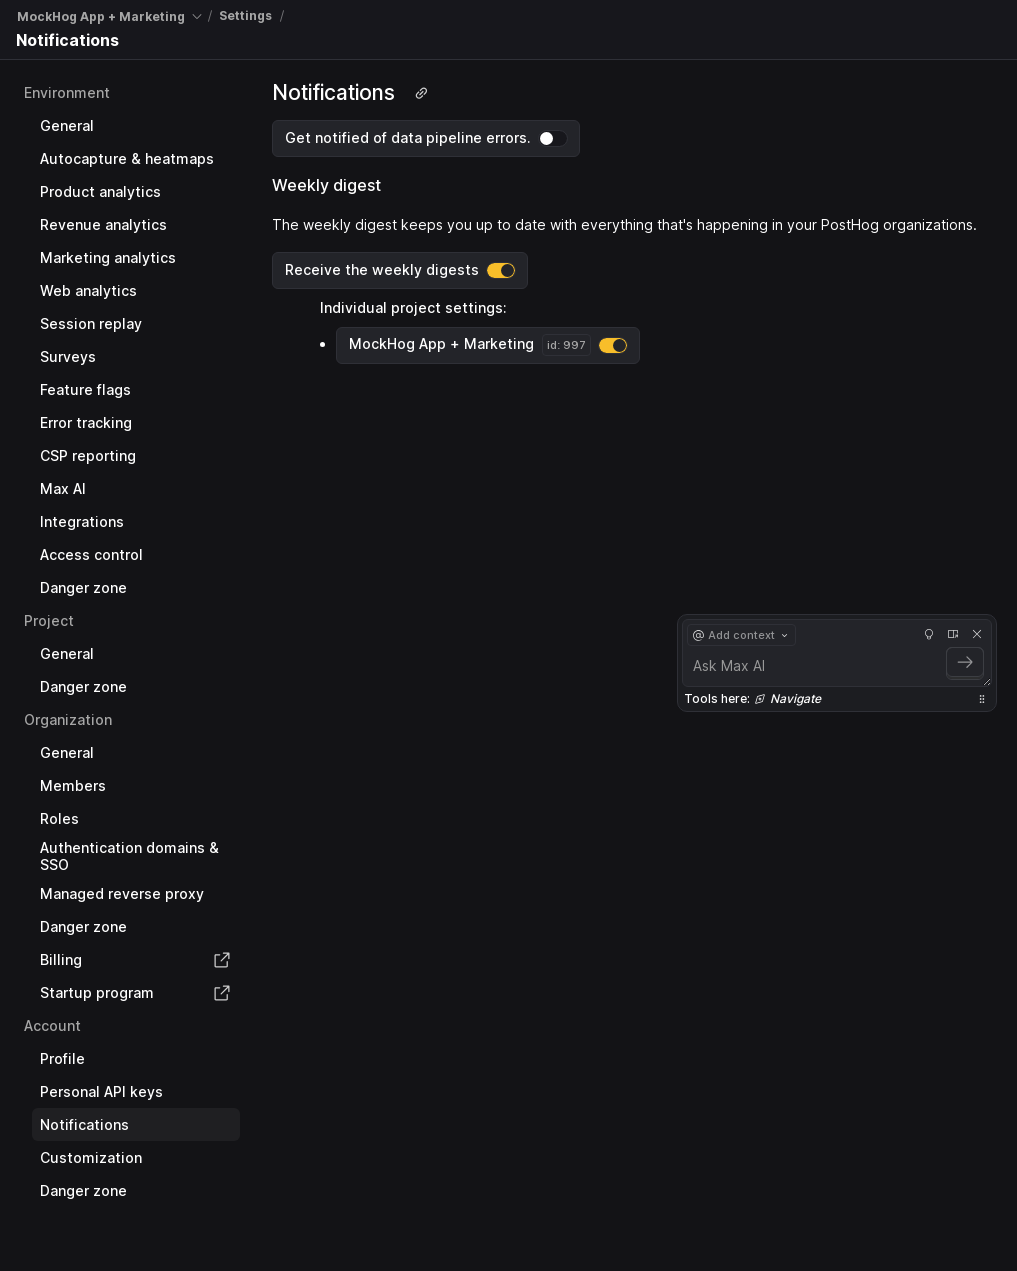 MockHog App + Marketing / Settings /
Notifications
Environment
General
Autocapture & heatmaps
Product analytics
Revenue analytics
Marketing analytics
Web analytics
Session replay
Surveys
Feature flags
Error tracking
CSP reporting
Max AI
Integrations
Access control
Danger zone
Project
General
Danger zone
Organization
General
Members
Roles
Authentication domains &
SSO
Managed reverse proxy
Danger zone
Billing
Startup program
Account
Profile
Personal API keys
Notifications
Customization
Danger zone
Notifications
Get notified of data pipeline errors.
Weekly digest
The weekly digest keeps you up to date with everything that's happening in your PostHog organizations.
Receive the weekly digests
Individual project settings:
• MockHog App + Marketing id: 997
@ Add context
Ask Max AI
Tools here: Navigate